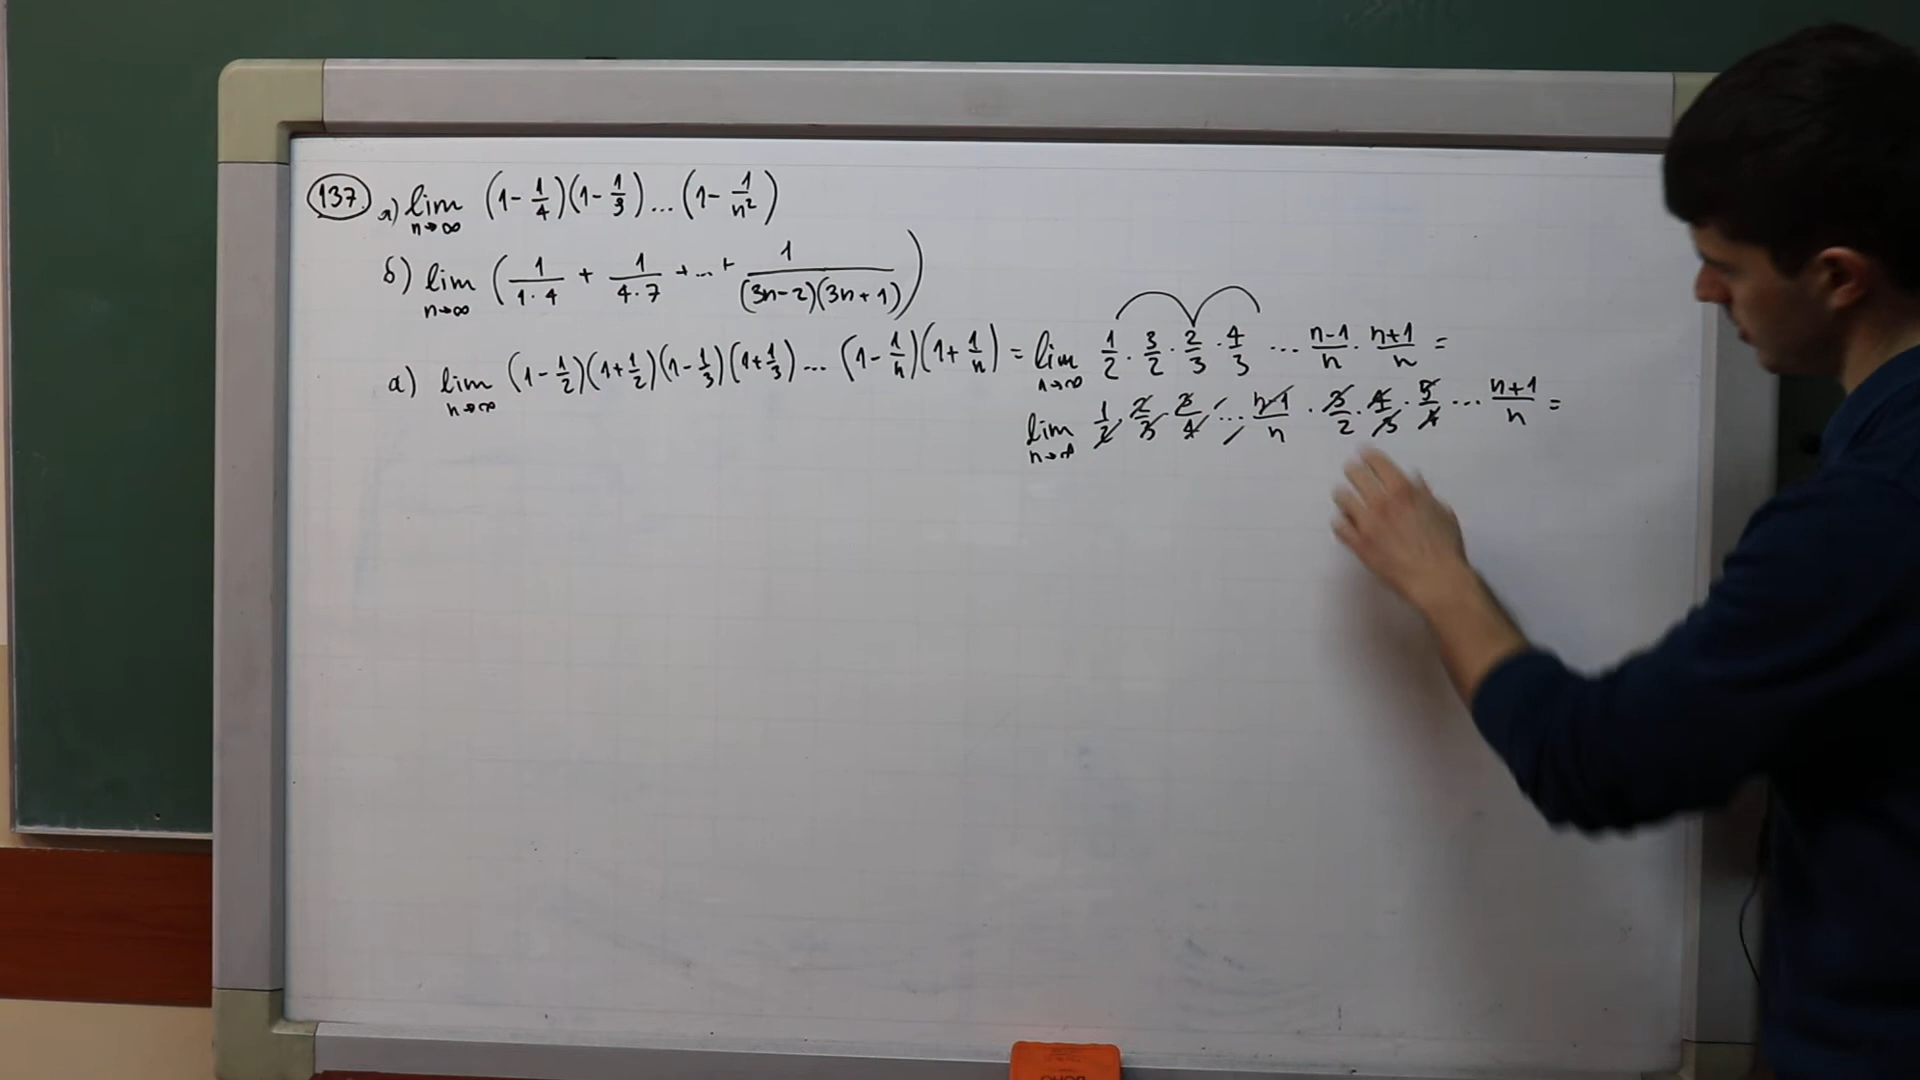 137. а) lim n→∞ (1 - 1/4)(1 - 1/3)...(1 - 1/n²)
б) lim n→∞ (1/(1·4) + 1/(4·7) + ... + 1/((3n-2)(3n+1)))
а) lim n→∞ (1 - 1/2)(1 + 1/2)(1 - 1/3)(1 + 1/3)...(1 - 1/n)(1 + 1/n) = lim n→∞ 1/2 · 3/2 · 2/3 · 4/3 ... (n-1)/n · (n+1)/n =
lim n→∞ 1/2 · 2/3 · 3/4 · ... (n-1)/n · 3/2 · 4/3 · 5/4 ... (n+1)/n =